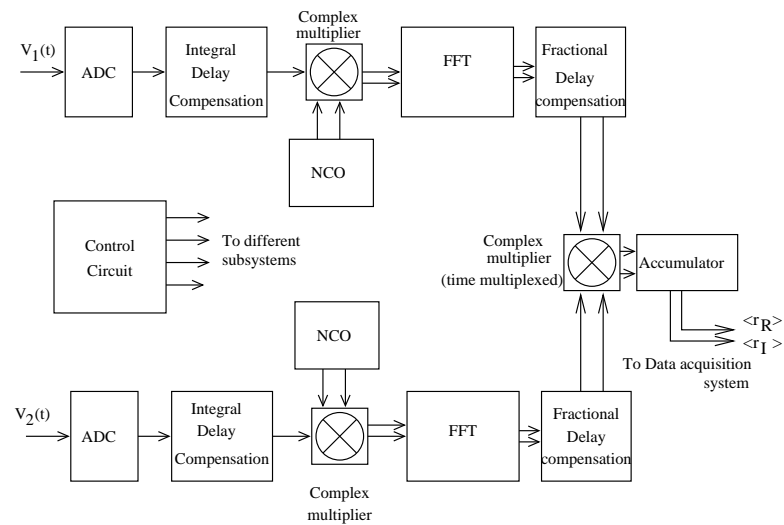 Complex
multiplier
V1(t)
ADC
Integral
Delay
Compensation
FFT
Fractional
Delay
compensation
NCO
Control
Circuit
To different
subsystems
Complex
multiplier
(time multiplexed)
Accumulator
<rR>
<rI >
To Data acquisition
system
NCO
V2(t)
ADC
Integral
Delay
Compensation
FFT
Fractional
Delay
compensation
Complex
multiplier